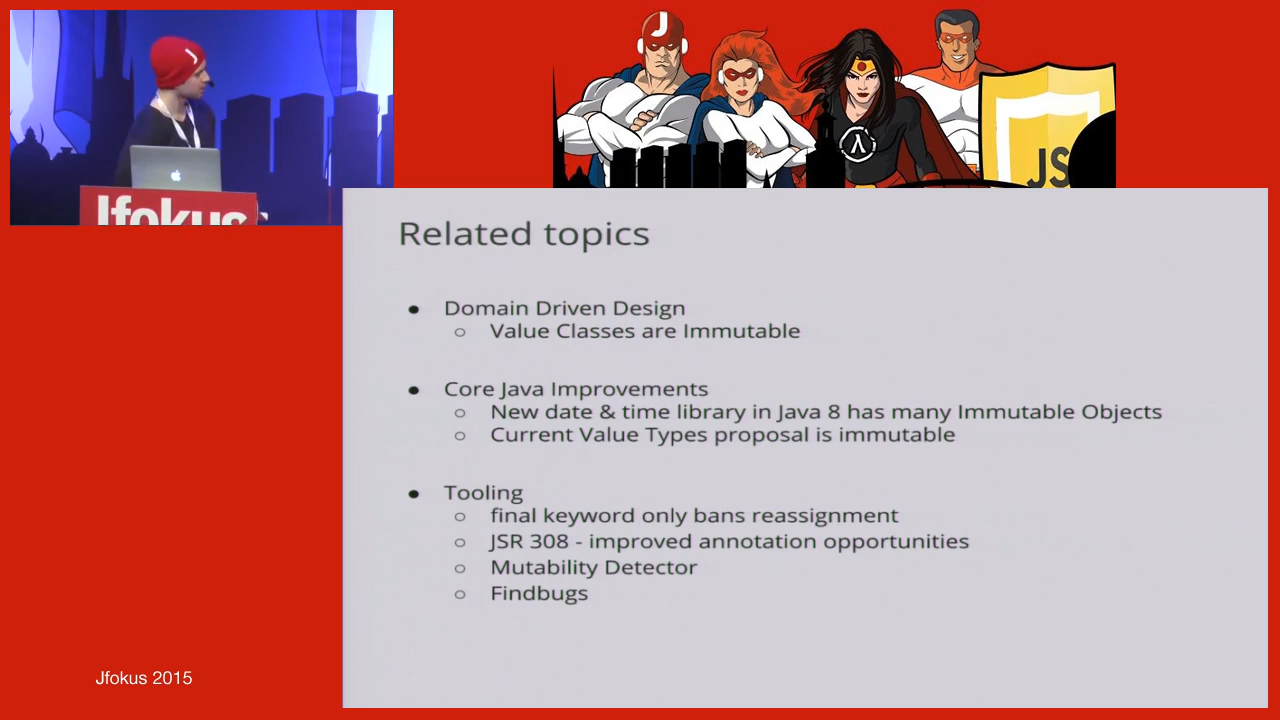 J
JS
Jfokus
Related topics
● Domain Driven Design
○ Value Classes are Immutable
● Core Java Improvements
○ New date & time library in Java 8 has many Immutable Objects
○ Current Value Types proposal is immutable
● Tooling
○ final keyword only bans reassignment
○ JSR 308 - improved annotation opportunities
○ Mutability Detector
○ Findbugs
Jfokus 2015